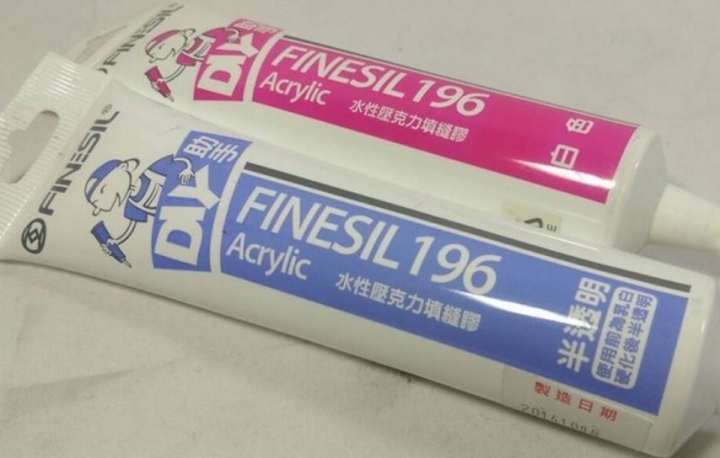 FINESIL®
DIY
助手
FINESIL 196
Acrylic
水性壓克力填縫膠
白色
FINESIL®
DIY
助手
FINESIL 196
Acrylic
水性壓克力填縫膠
半透明
使用前為乳白
硬化後半透明
製造日期